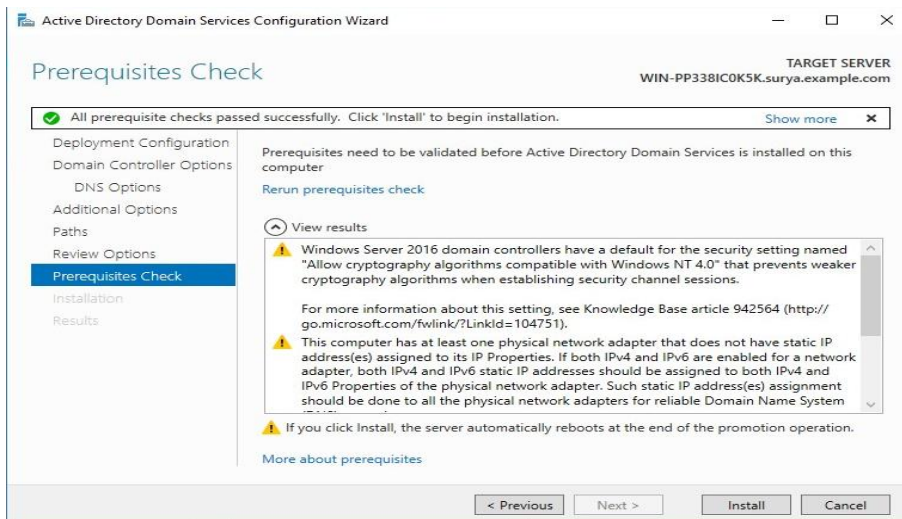 Active Directory Domain Services Configuration Wizard
Prerequisites Check
TARGET SERVER
WIN-PP338IC0K5K.surya.example.com
All prerequisite checks passed successfully. Click 'Install' to begin installation.
Show more
Deployment Configuration
Domain Controller Options
DNS Options
Additional Options
Paths
Review Options
Prerequisites Check
Installation
Results
Prerequisites need to be validated before Active Directory Domain Services is installed on this
computer
Rerun prerequisites check
View results
Windows Server 2016 domain controllers have a default for the security setting named
"Allow cryptography algorithms compatible with Windows NT 4.0" that prevents weaker
cryptography algorithms when establishing security channel sessions.
For more information about this setting, see Knowledge Base article 942564 (http://
go.microsoft.com/fwlink/?LinkId=104751).
This computer has at least one physical network adapter that does not have static IP
address(es) assigned to its IP Properties. If both IPv4 and IPv6 are enabled for a network
adapter, both IPv4 and IPv6 static IP addresses should be assigned to both IPv4 and
IPv6 Properties of the physical network adapter. Such static IP address(es) assignment
should be done to all the physical network adapters for reliable Domain Name System
If you click Install, the server automatically reboots at the end of the promotion operation.
More about prerequisites
< Previous
Next >
Install
Cancel